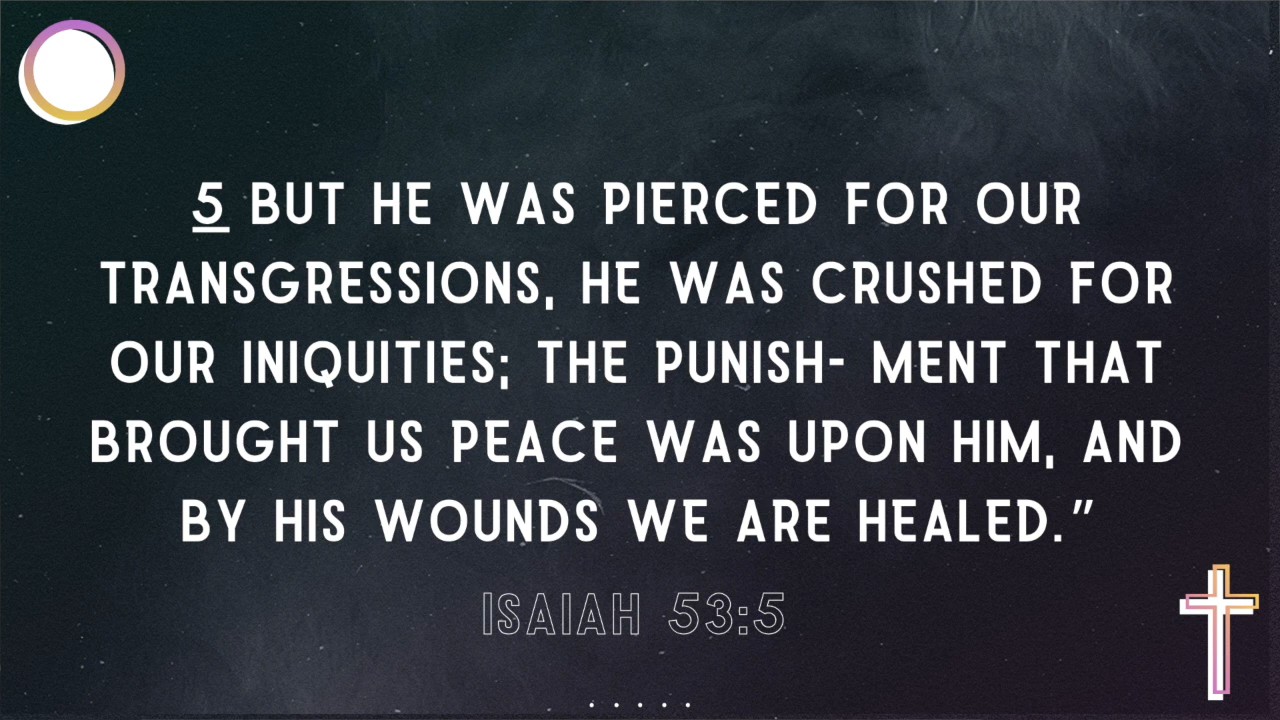 5 BUT HE WAS PIERCED FOR OUR
TRANSGRESSIONS, HE WAS CRUSHED FOR
OUR INIQUITIES; THE PUNISH- MENT THAT
BROUGHT US PEACE WAS UPON HIM, AND
BY HIS WOUNDS WE ARE HEALED.”
ISAIAH 53:5